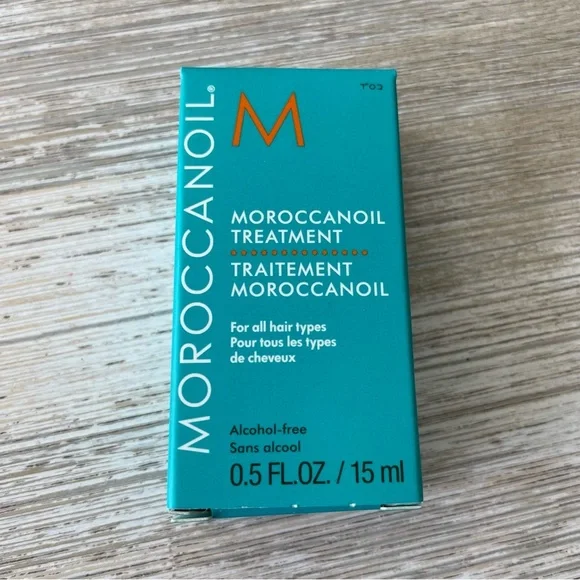 MOROCCANOIL®
M
MOROCCANOIL
TREATMENT
TRAITEMENT
MOROCCANOIL
For all hair types
Pour tous les types
de cheveux
Alcohol-free
Sans alcool
0.5 FL.OZ. / 15 ml